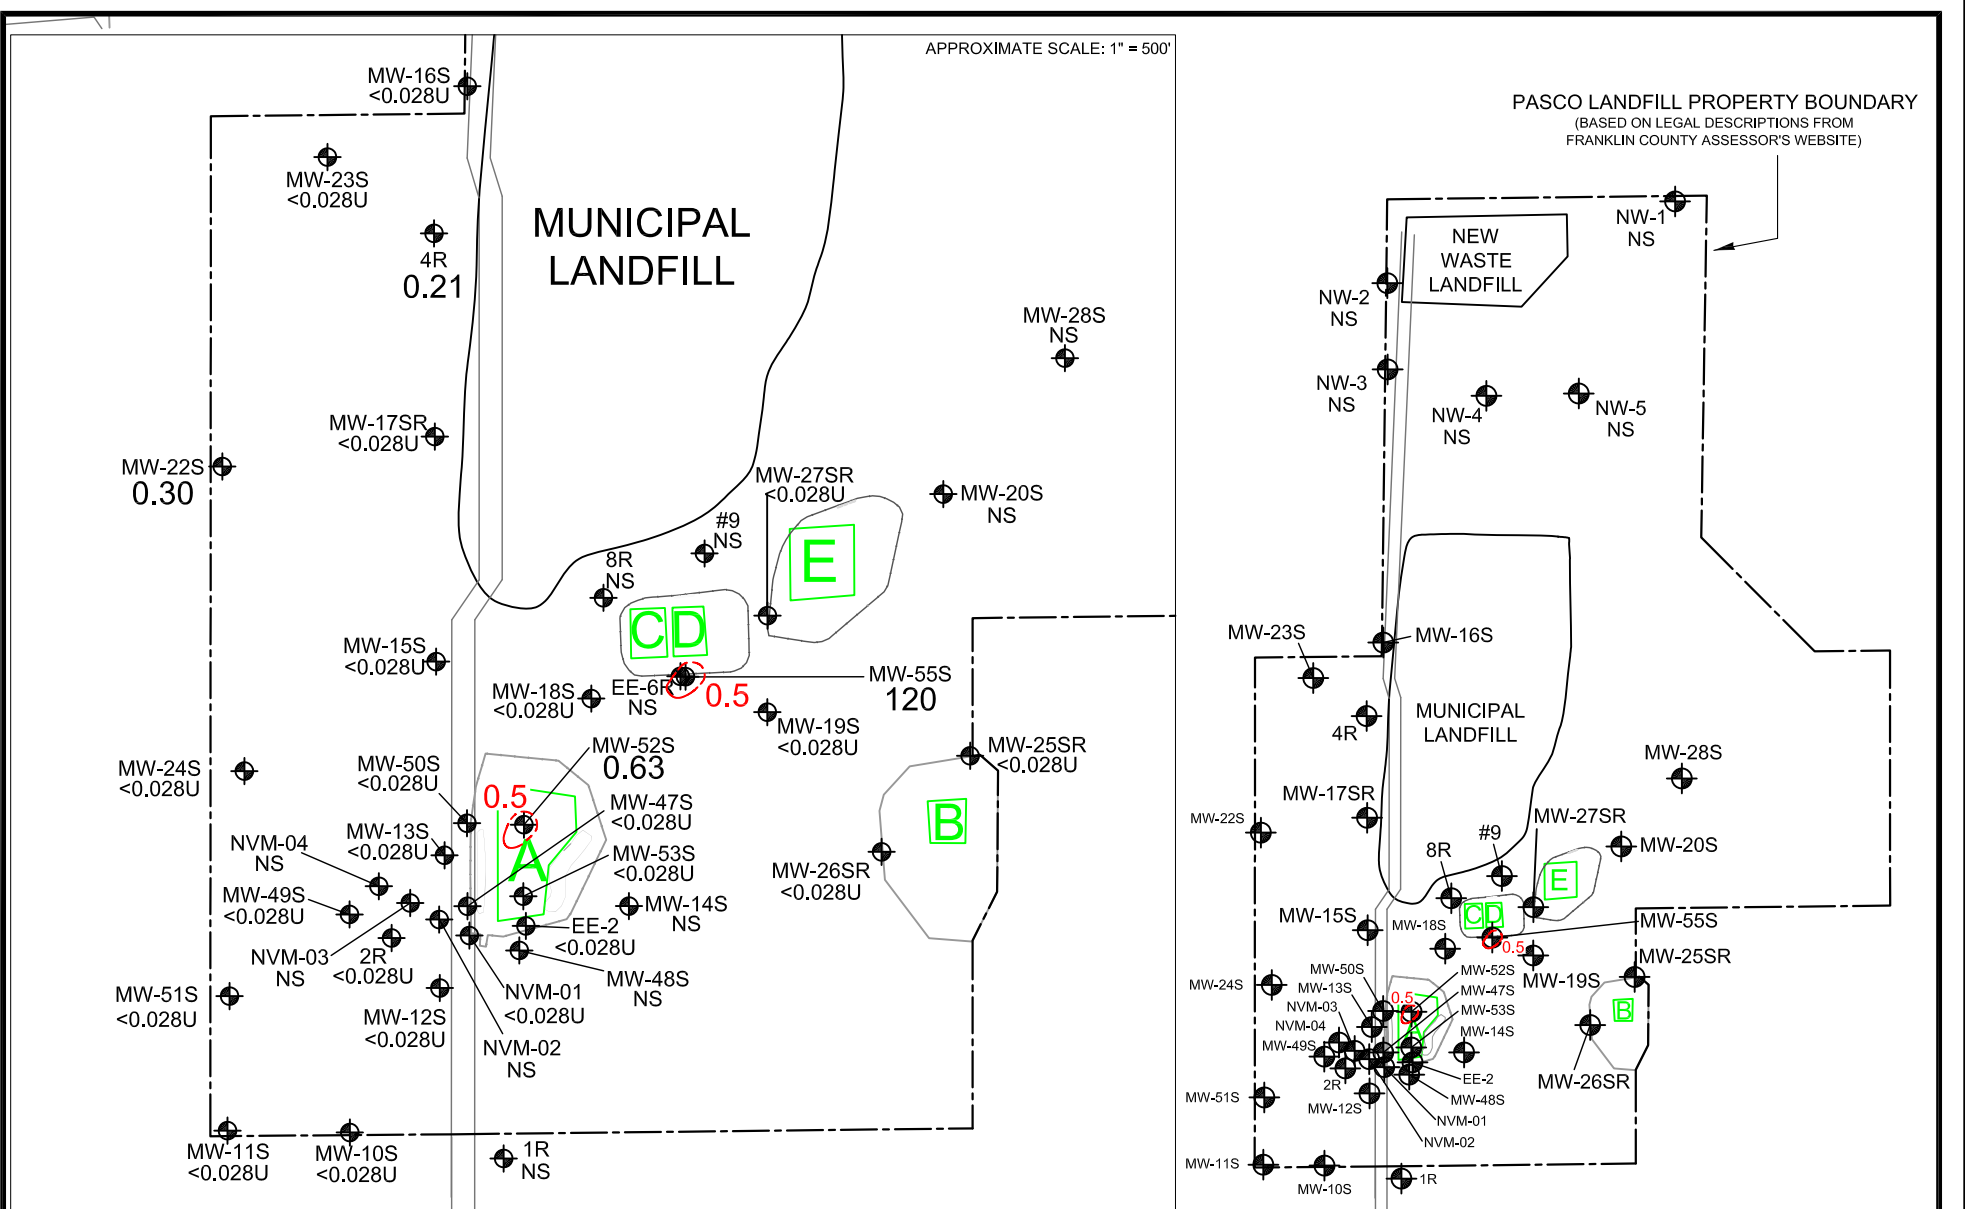 APPROXIMATE SCALE: 1" = 500'
MW-16S
<0.028U
MW-23S
<0.028U
4R
0.21
MUNICIPAL
LANDFILL
MW-28S
NS
MW-17SR
<0.028U
MW-22S
0.30
MW-27SR
<0.028U
MW-20S
NS
#9
NS
E
8R
NS
C D
MW-15S
<0.028U
MW-18S
<0.028U
EE-6R
NS
0.5
MW-55S
120
MW-19S
<0.028U
MW-52S
0.63
MW-25SR
<0.028U
MW-24S
<0.028U
MW-50S
<0.028U
0.5
MW-47S
<0.028U
B
NVM-04
NS
MW-13S
<0.028U
A
MW-53S
<0.028U
MW-26SR
<0.028U
MW-49S
<0.028U
MW-14S
NS
EE-2
<0.028U
NVM-03
NS
2R
<0.028U
MW-48S
NS
NVM-01
<0.028U
MW-51S
<0.028U
MW-12S
<0.028U
NVM-02
NS
MW-11S
<0.028U
MW-10S
<0.028U
1R
NS
PASCO LANDFILL PROPERTY BOUNDARY
(BASED ON LEGAL DESCRIPTIONS FROM
FRANKLIN COUNTY ASSESSOR'S WEBSITE)
NW-1
NS
NEW
WASTE
LANDFILL
NW-2
NS
NW-3
NS
NW-4
NS
NW-5
NS
MW-23S
MW-16S
4R
MUNICIPAL
LANDFILL
MW-28S
MW-17SR
MW-22S
MW-27SR
#9
MW-20S
8R
E
C D
MW-15S
MW-18S
MW-55S
0.5
MW-25SR
MW-50S
MW-52S
MW-19S
MW-24S
MW-13S
MW-47S
0.5
NVM-03
MW-53S
B
NVM-04
A
MW-14S
MW-49S
EE-2
2R
MW-26SR
MW-51S
MW-12S
MW-48S
NVM-01
NVM-02
MW-11S
MW-10S
1R